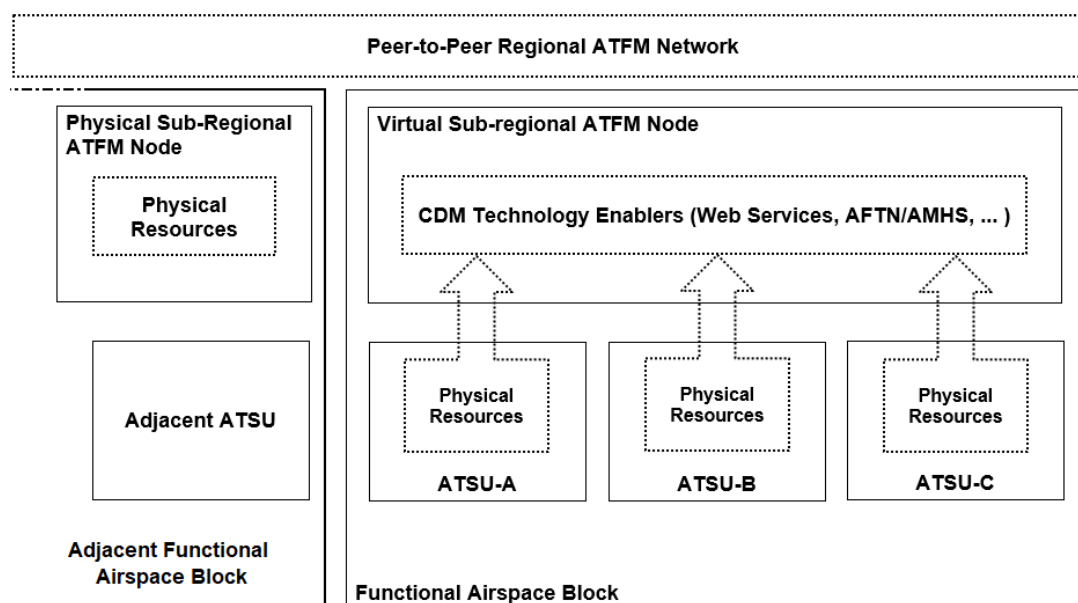 Peer-to-Peer Regional ATFM Network
Physical Sub-Regional
ATFM Node
Physical
Resources
Adjacent ATSU
Adjacent Functional
Airspace Block
Virtual Sub-regional ATFM Node
CDM Technology Enablers (Web Services, AFTN/AMHS, ... )
Physical
Resources
ATSU-A
Physical
Resources
ATSU-B
Physical
Resources
ATSU-C
Functional Airspace Block